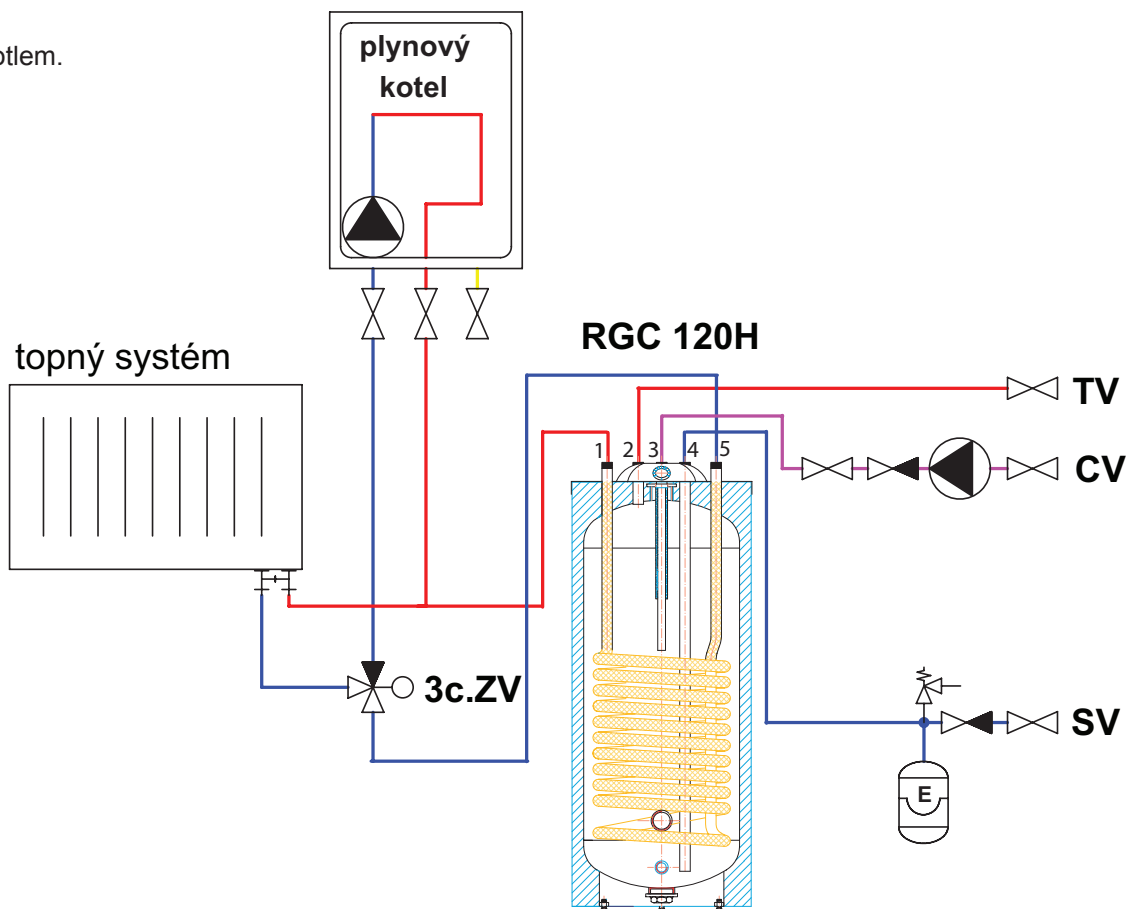 otlem.
plynový
kotel
RGC 120H
topný systém
TV
1 2 3 4 5
CV
3c.ZV
SV
E